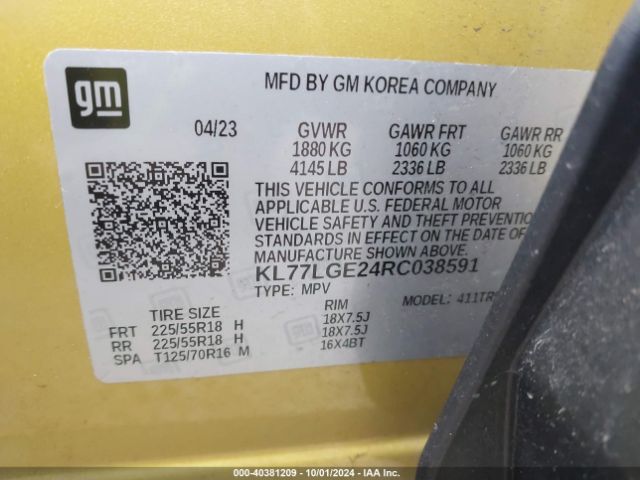 gm
MFD BY GM KOREA COMPANY
04/23 GVWR GAWR FRT GAWR RR
1880 KG 1060 KG 1060 KG
4145 LB 2336 LB 2336 LB
THIS VEHICLE CONFORMS TO ALL
APPLICABLE U.S. FEDERAL MOTOR
VEHICLE SAFETY AND THEFT PREVENTION
STANDARDS IN EFFECT ON THE DATE OF
MANUFACTURE SHOWN ABOVE.
KL77LGE24RC038591
TYPE: MPV MODEL: 411TR
TIRE SIZE RIM
FRT 225/55R18 H 18X7.5J
RR 225/55R18 H 18X7.5J
SPA T125/70R16 M 16X4BT
000-40381209 - 10/01/2024 - IAA Inc.